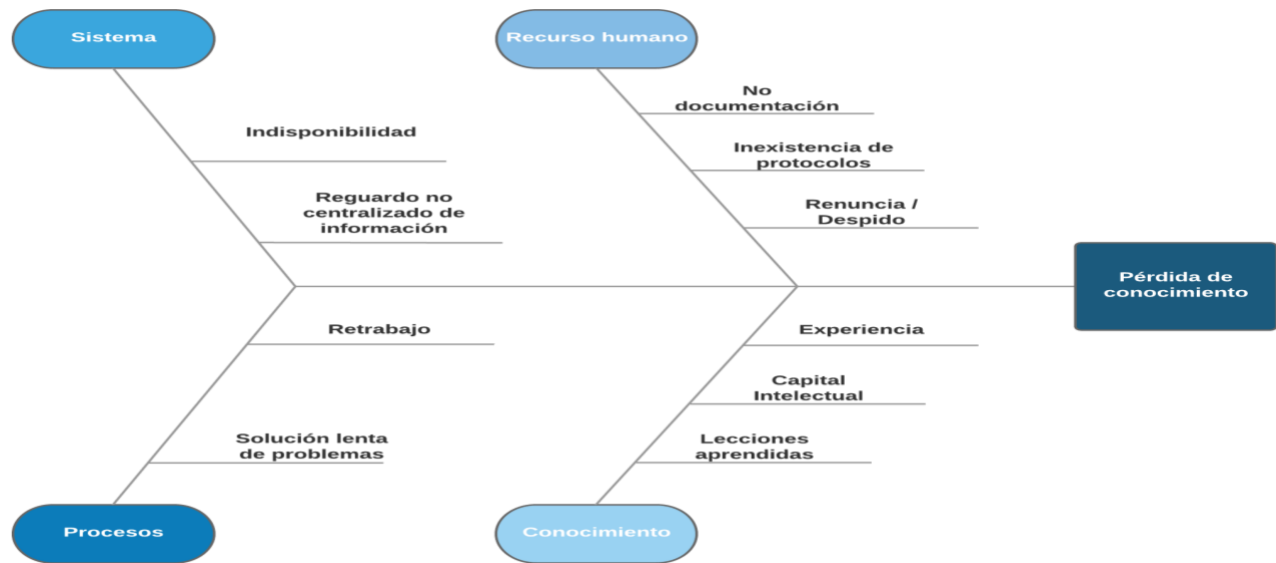 Sistema
Recurso humano
No
documentación
Indisponibilidad
Inexistencia de
protocolos
Reguardo no
centralizado de
información
Renuncia /
Despido
Pérdida de
conocimiento
Retrabajo
Experiencia
Capital
Intelectual
Solución lenta
de problemas
Lecciones
aprendidas
Procesos
Conocimiento